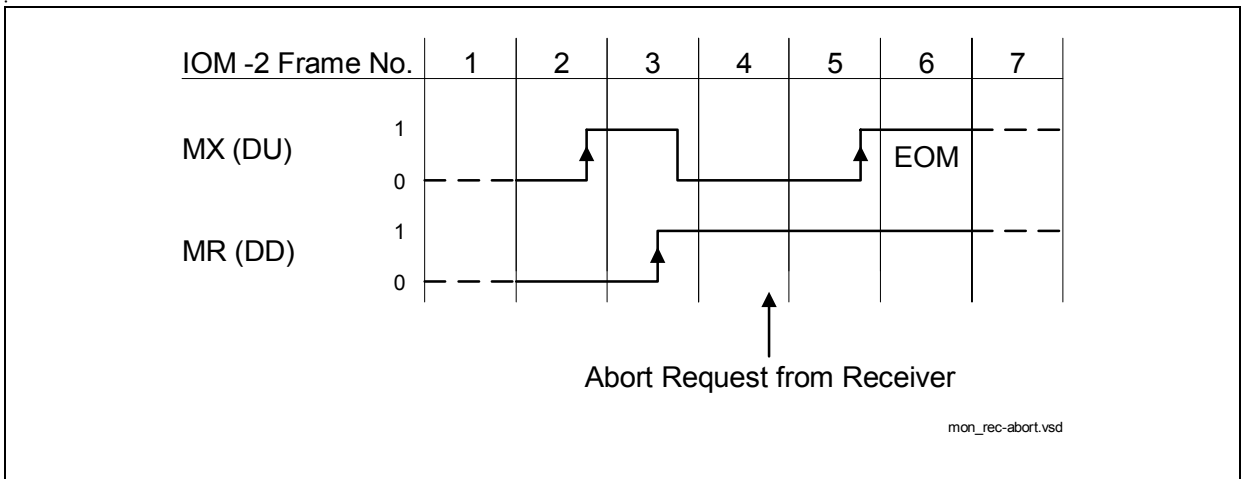 IOM -2 Frame No. 1 2 3 4 5 6 7
1
MX (DU)
EOM
0
1
MR (DD)
0
Abort Request from Receiver
mon_rec-abort.vsd